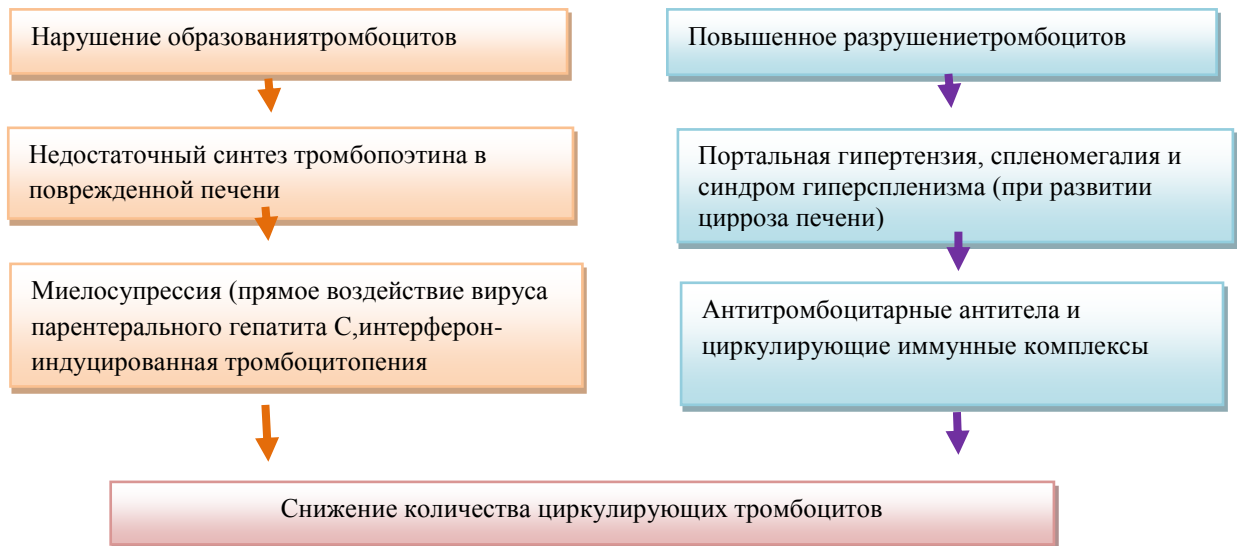 Нарушение образованиятромбоцитов
Недостаточный синтез тромбопоэтина в
поврежденной печени
Миелосупрессия (прямое воздействие вируса
парентерального гепатита С,интерферон-
индуцированная тромбоцитопения
Повышенное разрушениетромбоцитов
Портальная гипертензия, спленомегалия и
синдром гиперспленизма (при развитии
цирроза печени)
Антитромбоцитарные антитела и
циркулирующие иммунные комплексы
Снижение количества циркулирующих тромбоцитов